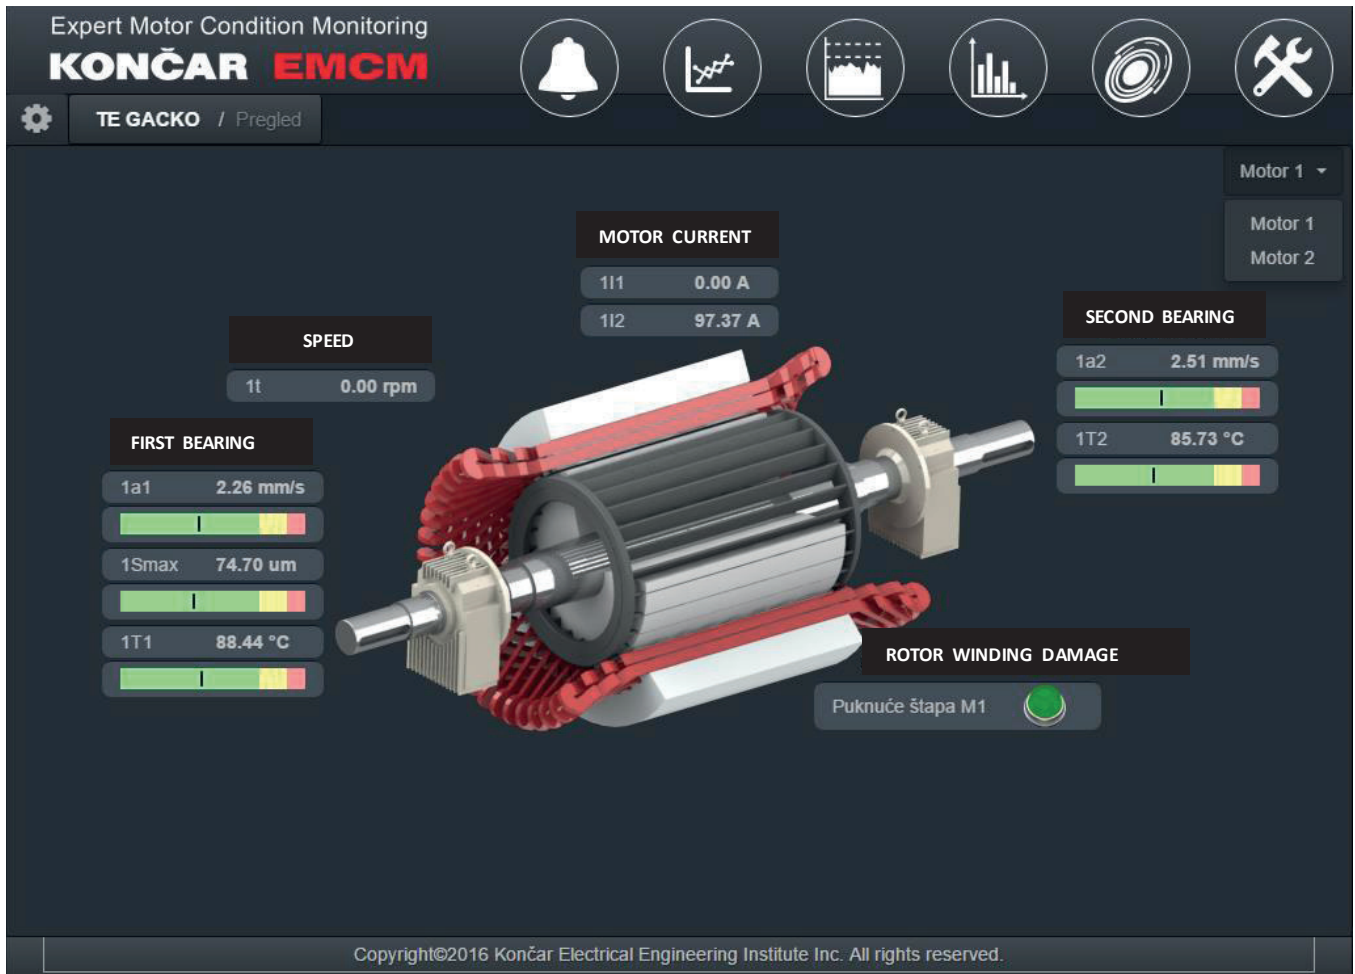 Expert Motor Condition Monitoring
KONČAR EMCM
TE GACKO / Pregled
Motor 1
Motor 1
Motor 2
MOTOR CURRENT
1I1 0.00 A
1I2 97.37 A
SPEED
1t 0.00 rpm
FIRST BEARING
1a1 2.26 mm/s
1Smax 74.70 um
1T1 88.44 °C
SECOND BEARING
1a2 2.51 mm/s
1T2 85.73 °C
ROTOR WINDING DAMAGE
Puknuće štapa M1
Copyright©2016 Končar Electrical Engineering Institute Inc. All rights reserved.